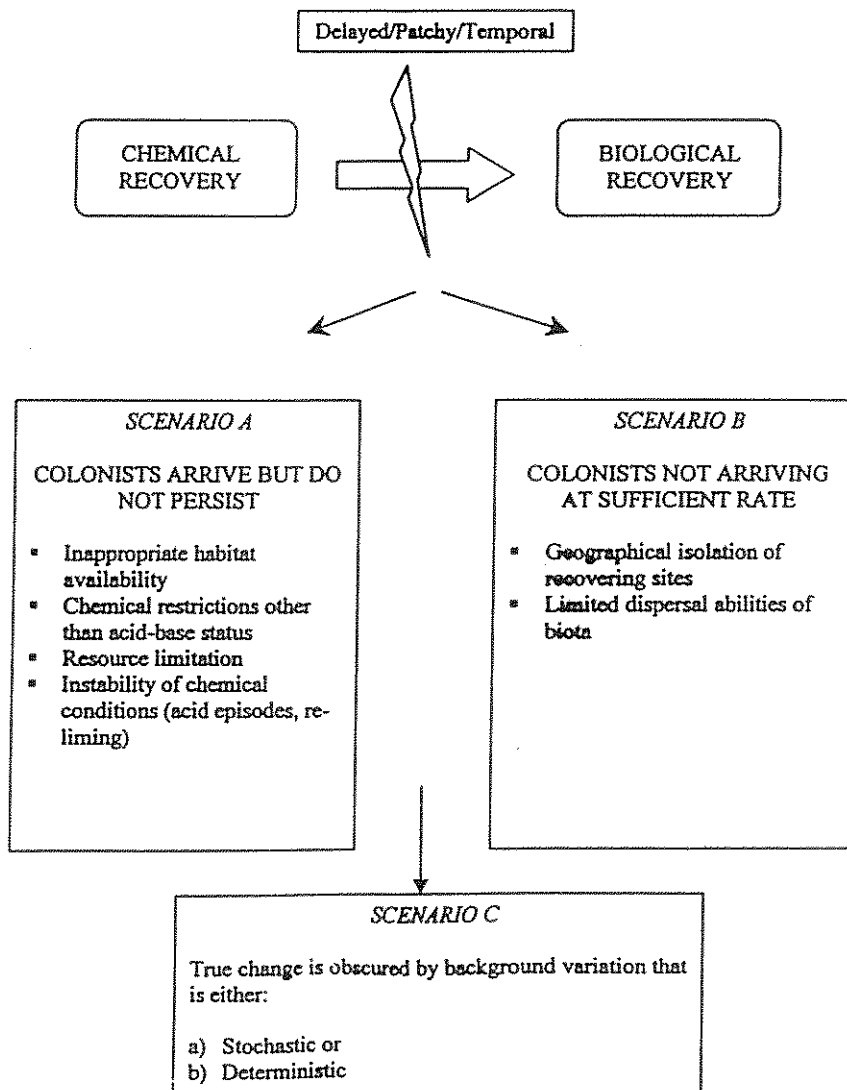 Delayed/Patchy/Temporal
CHEMICAL
RECOVERY
BIOLOGICAL
RECOVERY
SCENARIO A
COLONISTS ARRIVE BUT DO
NOT PERSIST
▪ Inappropriate habitat
availability
▪ Chemical restrictions other
than acid-base status
▪ Resource limitation
▪ Instability of chemical
conditions (acid episodes, re-
liming)
SCENARIO B
COLONISTS NOT ARRIVING
AT SUFFICIENT RATE
▪ Geographical isolation of
recovering sites
▪ Limited dispersal abilities of
biota
SCENARIO C
True change is obscured by background variation that
is either:
a) Stochastic or
b) Deterministic